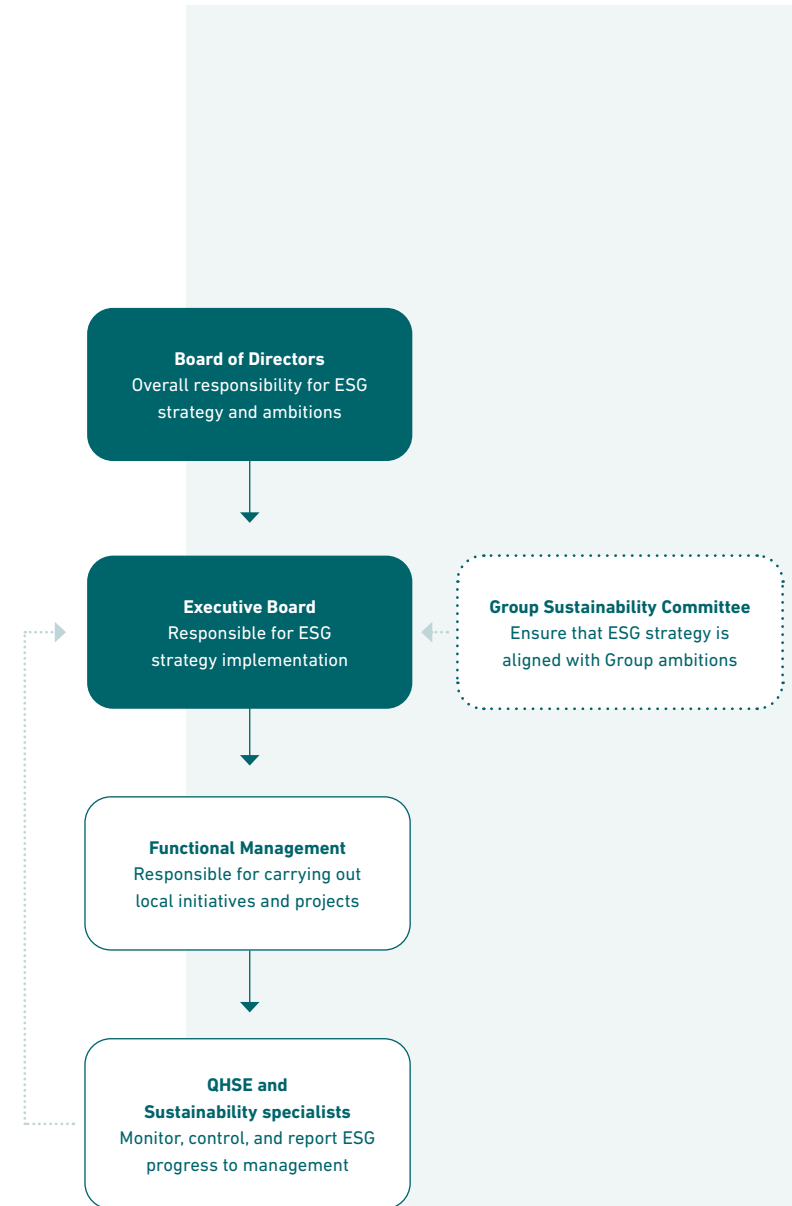 Board of Directors
Overall responsibility for ESG
strategy and ambitions
Executive Board
Responsible for ESG
strategy implementation
Group Sustainability Committee
Ensure that ESG strategy is
aligned with Group ambitions
Functional Management
Responsible for carrying out
local initiatives and projects
QHSE and
Sustainability specialists
Monitor, control, and report ESG
progress to management